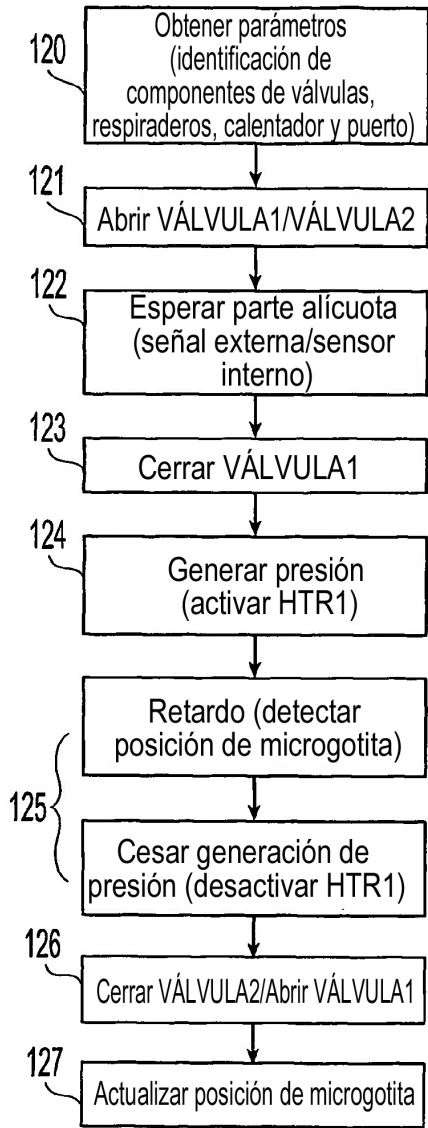 120
Obtener parámetros
(identificación de
componentes de válvulas,
respiraderos, calentador y puerto)
121
Abrir VÁLVULA1/VÁLVULA2
122
Esperar parte alícuota
(señal externa/sensor
interno)
123
Cerrar VÁLVULA1
124
Generar presión
(activar HTR1)
125
Retardo (detectar
posición de microgotita)
Cesar generación de
presión (desactivar HTR1)
126
Cerrar VÁLVULA2/Abrir VÁLVULA1
127
Actualizar posición de microgotita